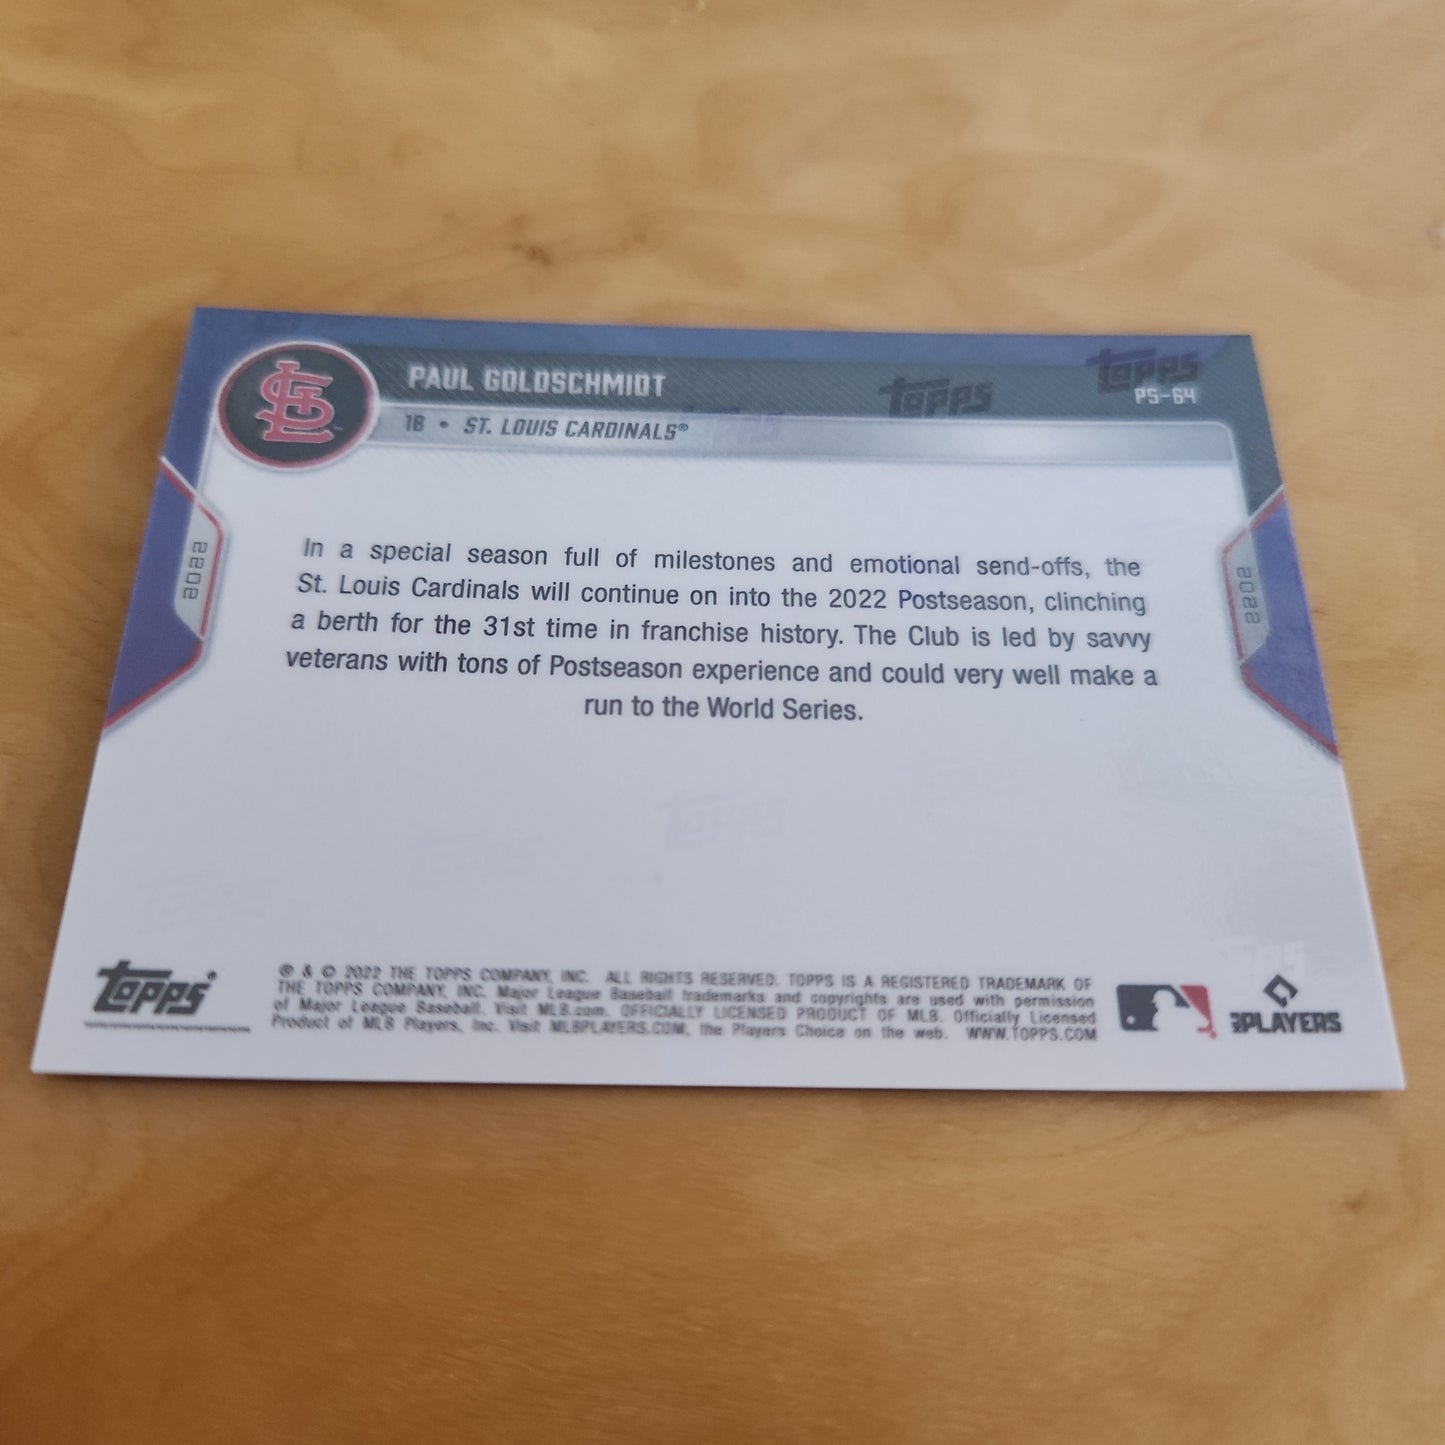 PAUL GOLDSCHMIDT
Topps
Topps
PS-64
1B • ST. LOUIS CARDINALS®
2022
2022
In a special season full of milestones and emotional send-offs, the
St. Louis Cardinals will continue on into the 2022 Postseason, clinching
a berth for the 31st time in franchise history. The Club is led by savvy
veterans with tons of Postseason experience and could very well make a
run to the World Series.
Topps®
® & © 2022 THE TOPPS COMPANY, INC. ALL RIGHTS RESERVED. TOPPS IS A REGISTERED TRADEMARK OF
THE TOPPS COMPANY, INC. Major League Baseball trademarks and copyrights are used with permission
of Major League Baseball. Visit MLB.com. OFFICIALLY LICENSED PRODUCT OF MLB. Officially Licensed
Product of MLB Players, Inc. Visit MLBPLAYERS.COM, the Players Choice on the web. WWW.TOPPS.COM
PLAYERS